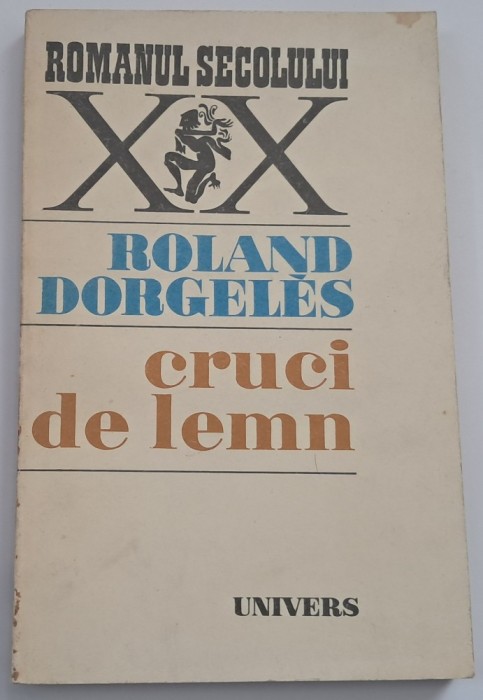 ROMANUL SECOLULUI
XX
ROLAND
DORGELÈS
cruci
de lemn
UNIVERS